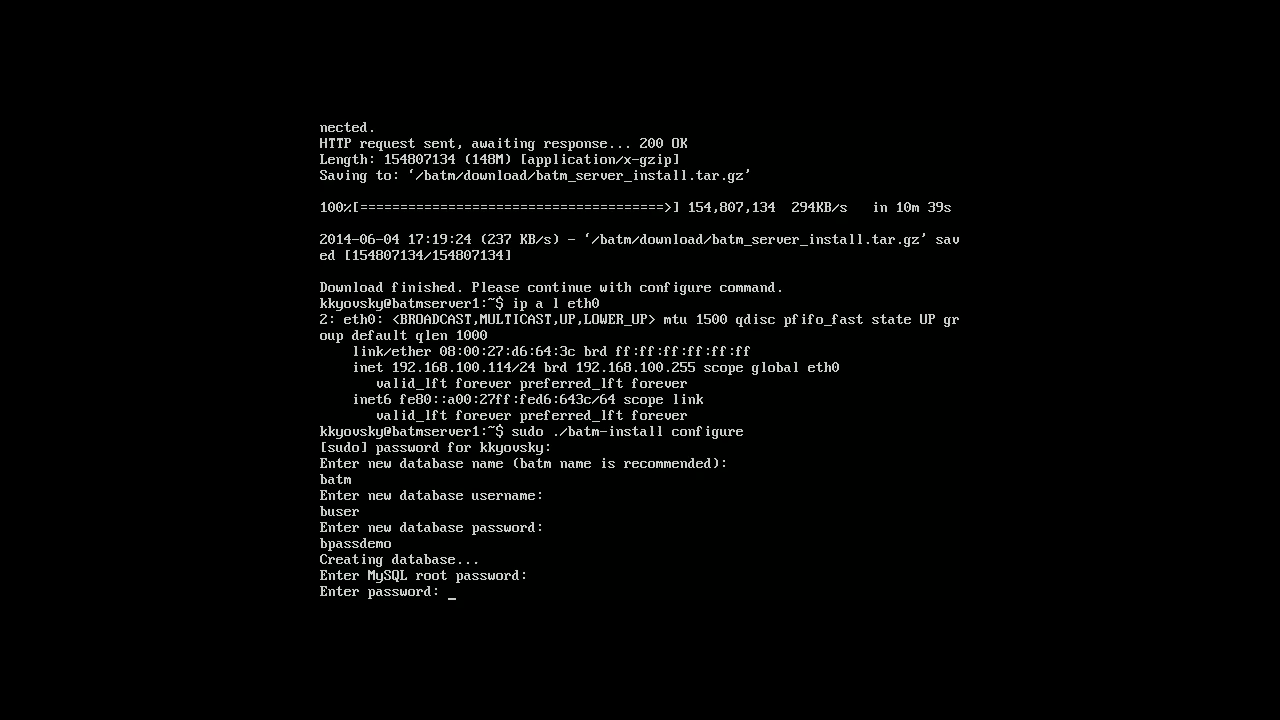 nected.
HTTP request sent, awaiting response... 200 OK
Length: 154807134 (148M) [application/x-gzip]
Saving to: ‘/batm/download/batm_server_install.tar.gz’
100%[======================================>] 154,807,134  294KB/s   in 10m 39s
2014-06-04 17:19:24 (237 KB/s) - ‘/batm/download/batm_server_install.tar.gz’ sav
ed [154807134/154807134]
Download finished. Please continue with configure command.
kkyovsky@batmserver1:~$ ip a l eth0
2: eth0: <BROADCAST,MULTICAST,UP,LOWER_UP> mtu 1500 qdisc pfifo_fast state UP gr
oup default qlen 1000
    link/ether 08:00:27:d6:64:3c brd ff:ff:ff:ff:ff:ff
    inet 192.168.100.114/24 brd 192.168.100.255 scope global eth0
       valid_lft forever preferred_lft forever
    inet6 fe80::a00:27ff:fed6:643c/64 scope link
       valid_lft forever preferred_lft forever
kkyovsky@batmserver1:~$ sudo ./batm-install configure
[sudo] password for kkyovsky:
Enter new database name (batm name is recommended):
batm
Enter new database username:
buser
Enter new database password:
bpassdemo
Creating database...
Enter MySQL root password:
Enter password: _